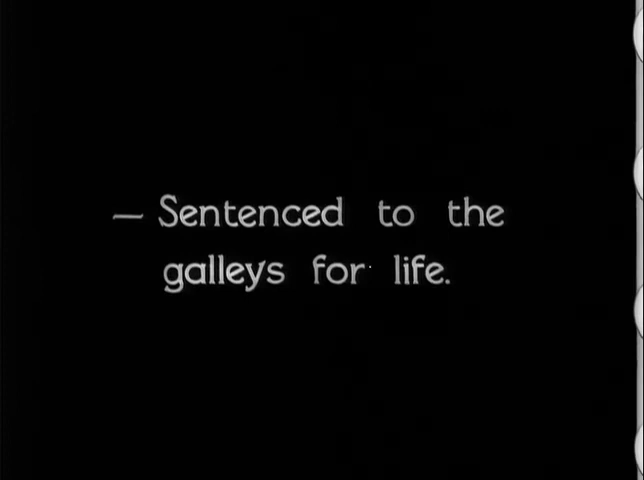 — Sentenced to the
galleys for life.